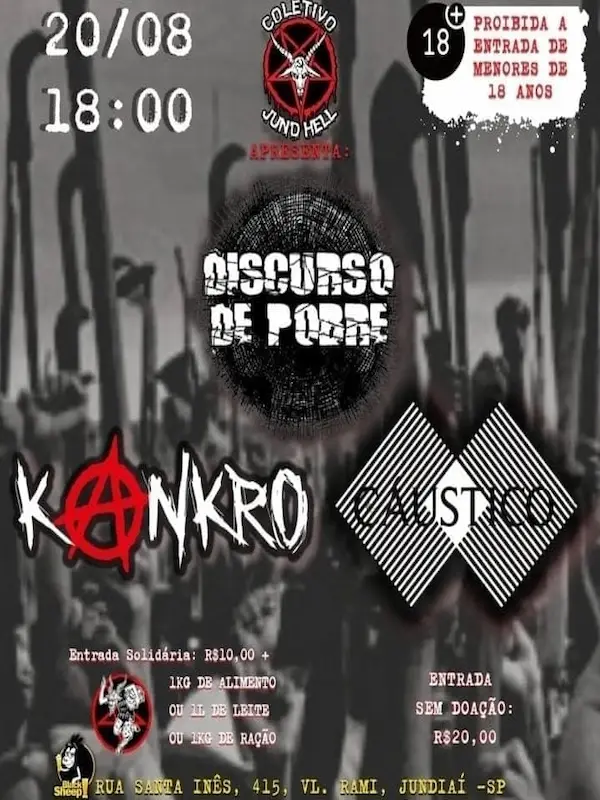 20/08
18:00
COLETIVO
JUND HELL
APRESENTA:
18+
PROIBIDA A
ENTRADA DE
MENORES DE
18 ANOS
DISCURSO
DE POBRE
KANKRO
CAUSTICO
Entrada Solidária: R$10,00 +
1KG DE ALIMENTO
OU 1L DE LEITE
OU 1KG DE RAÇÃO
ENTRADA
SEM DOAÇÃO:
R$20,00
Black
Sheep
RUA SANTA INÊS, 415, VL. RAMI, JUNDIAÍ -SP